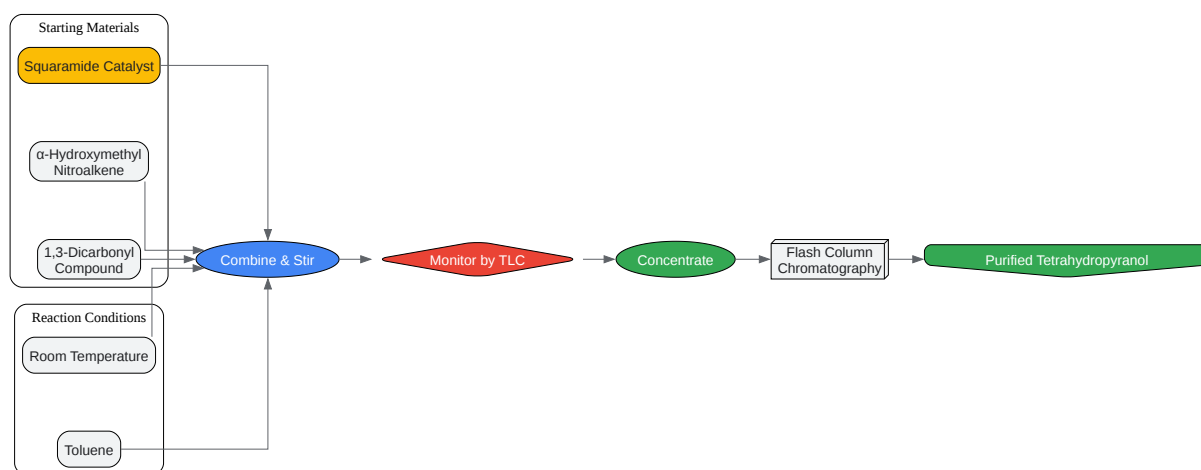 Starting Materials
Squaramide Catalyst
α-Hydroxymethyl
Nitroalkene
1,3-Dicarbonyl
Compound
Combine & Stir
Monitor by TLC
Concentrate
Flash Column
Chromatography
Purified Tetrahydropyranol
Reaction Conditions
Room Temperature
Toluene